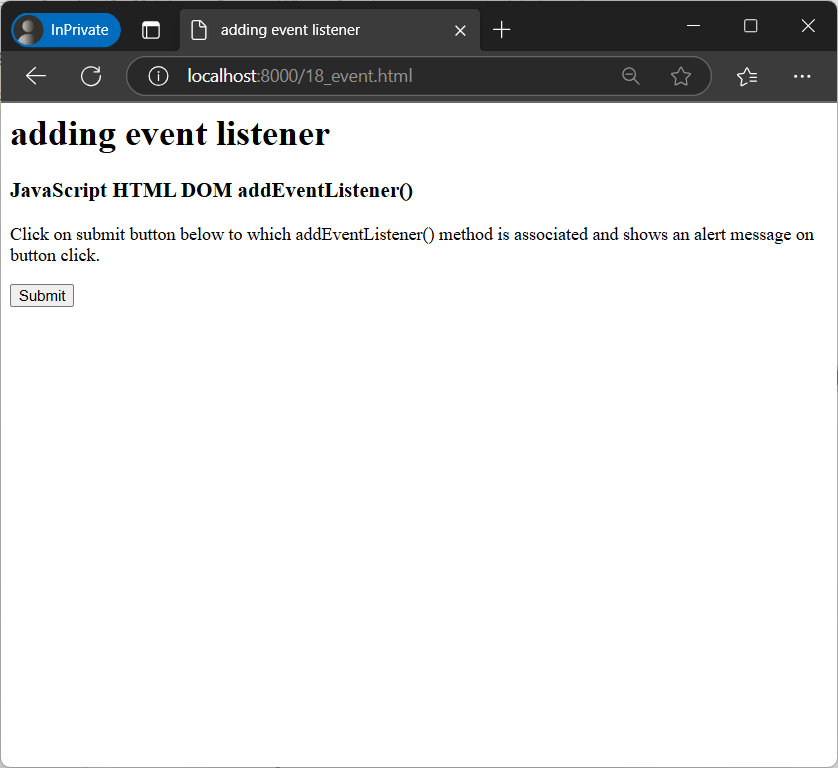 InPrivate
adding event listener
localhost:8000/18_event.html
adding event listener
JavaScript HTML DOM addEventListener()
Click on submit button below to which addEventListener() method is associated and shows an alert message on
button click.
Submit